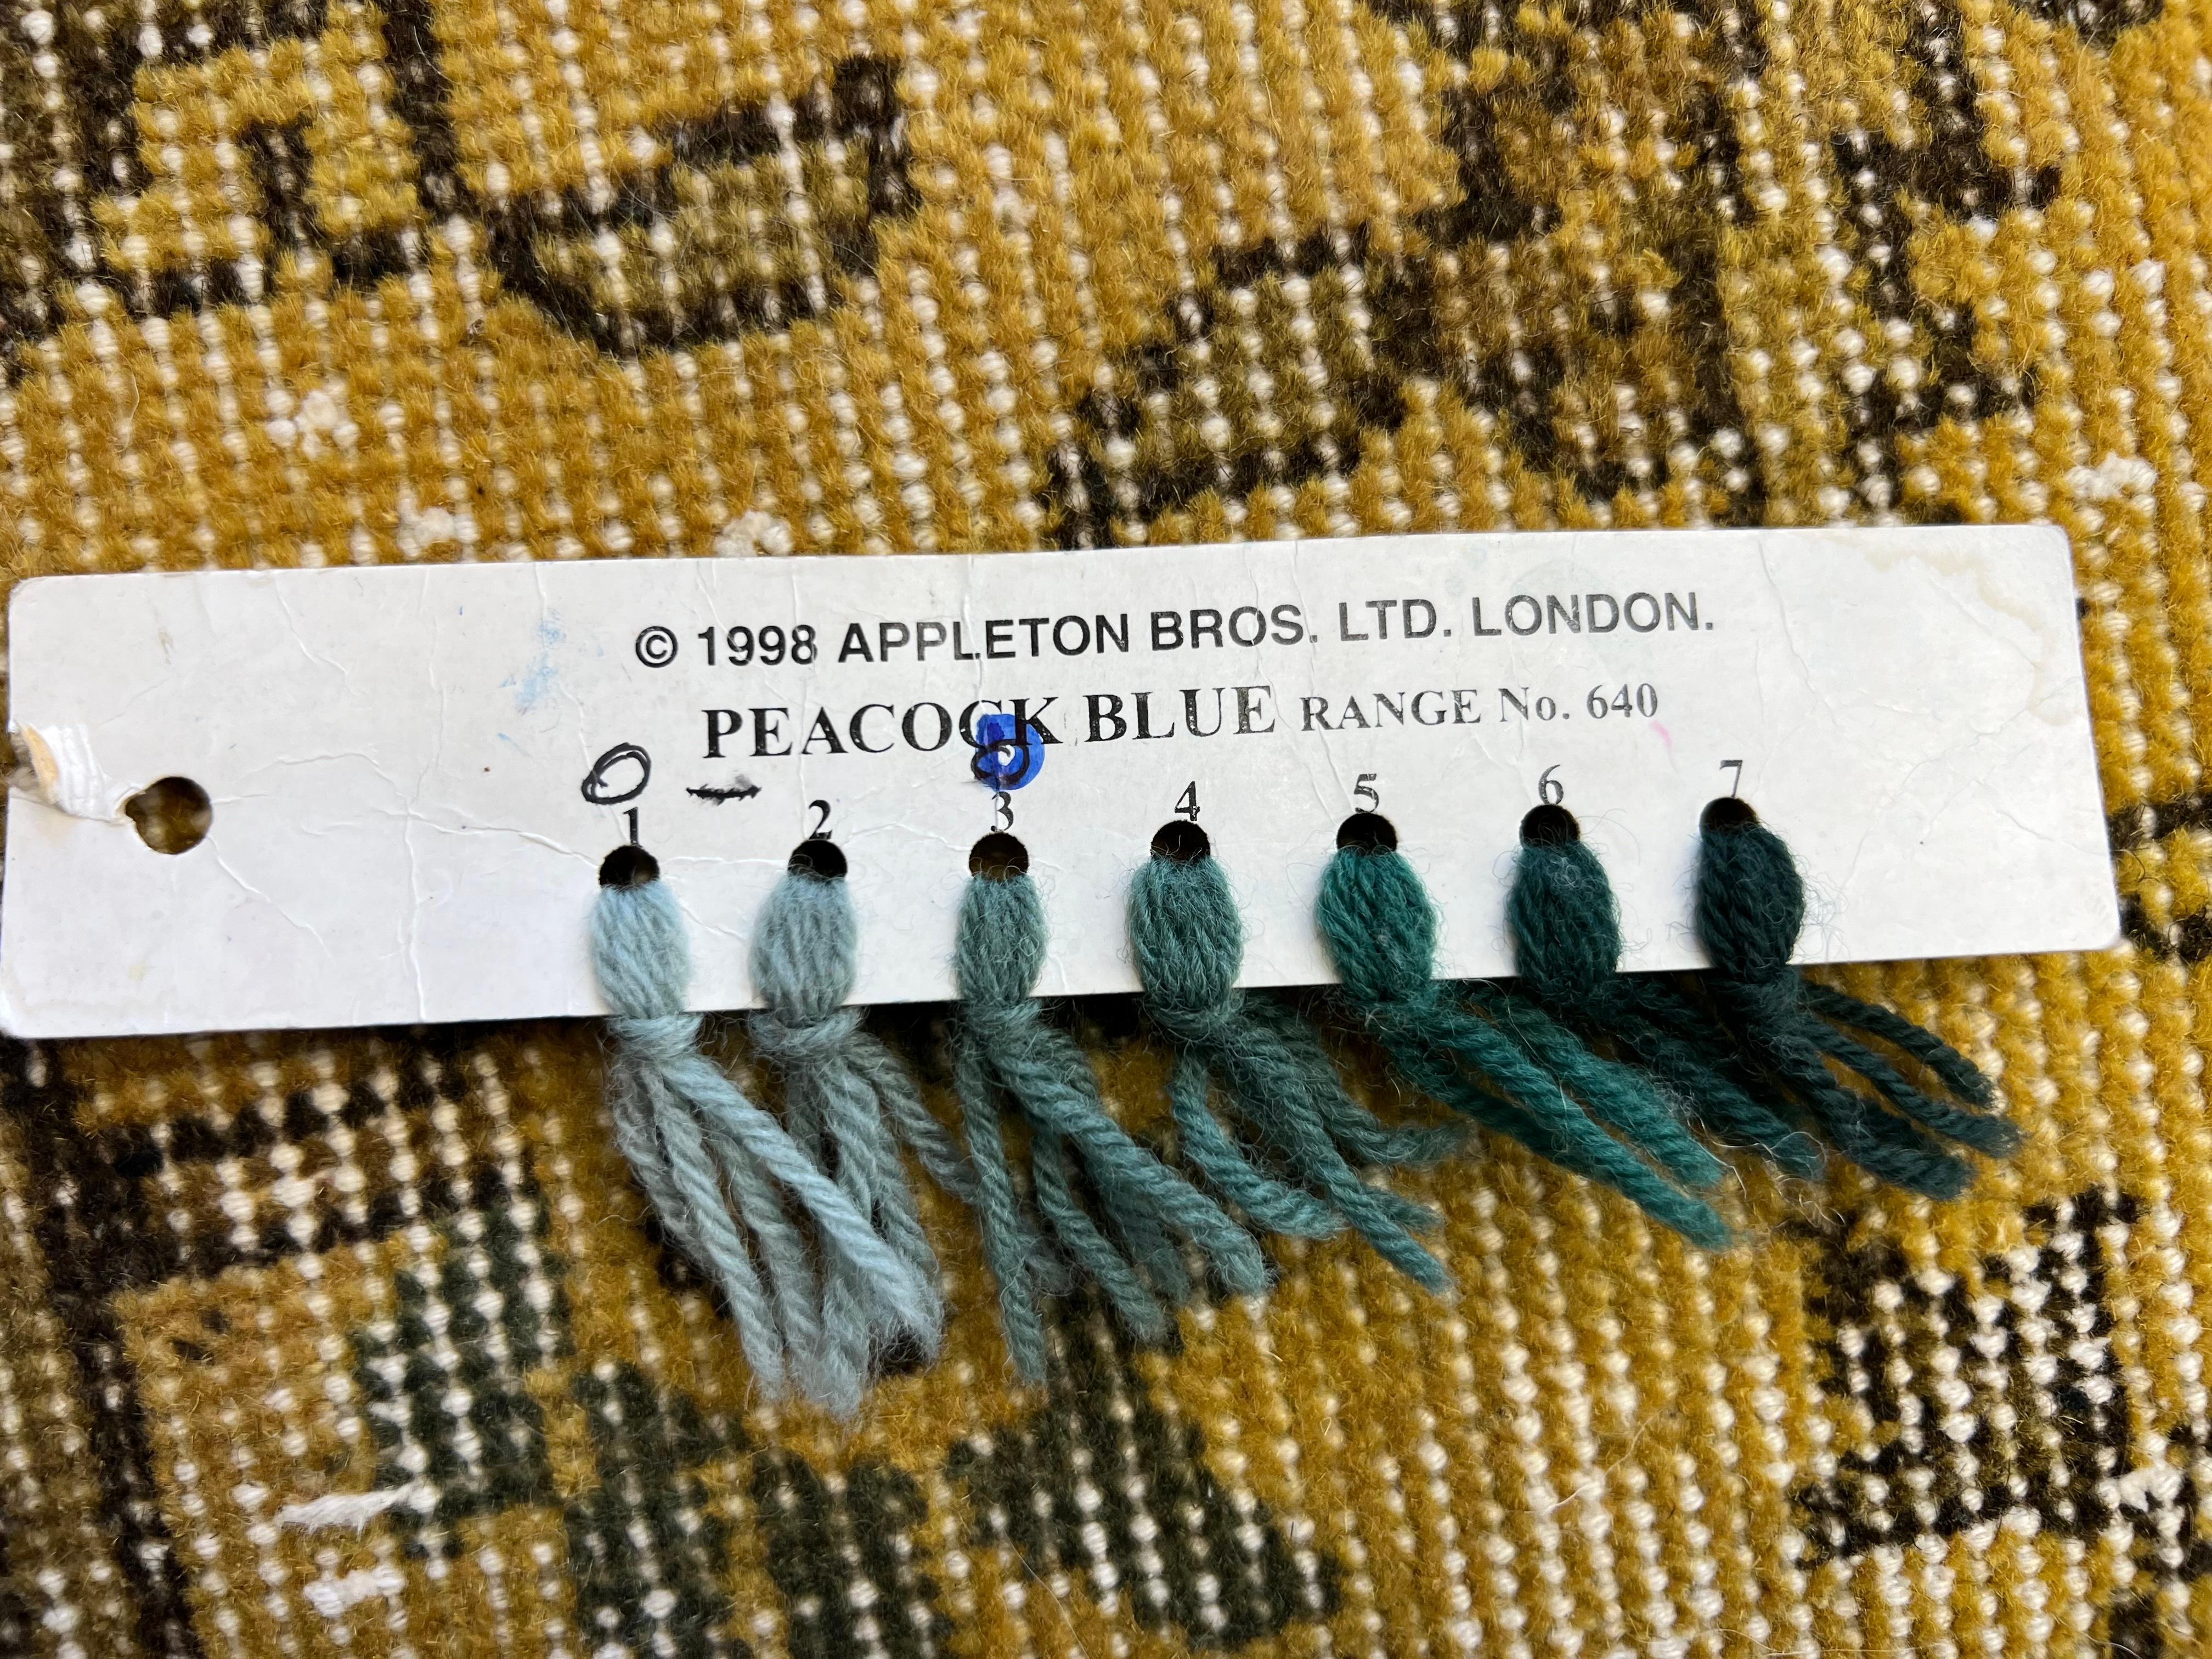 © 1998 APPLETON BROS. LTD. LONDON.
PEACOCK BLUE RANGE No. 640
1 2 3 4 5 6 7